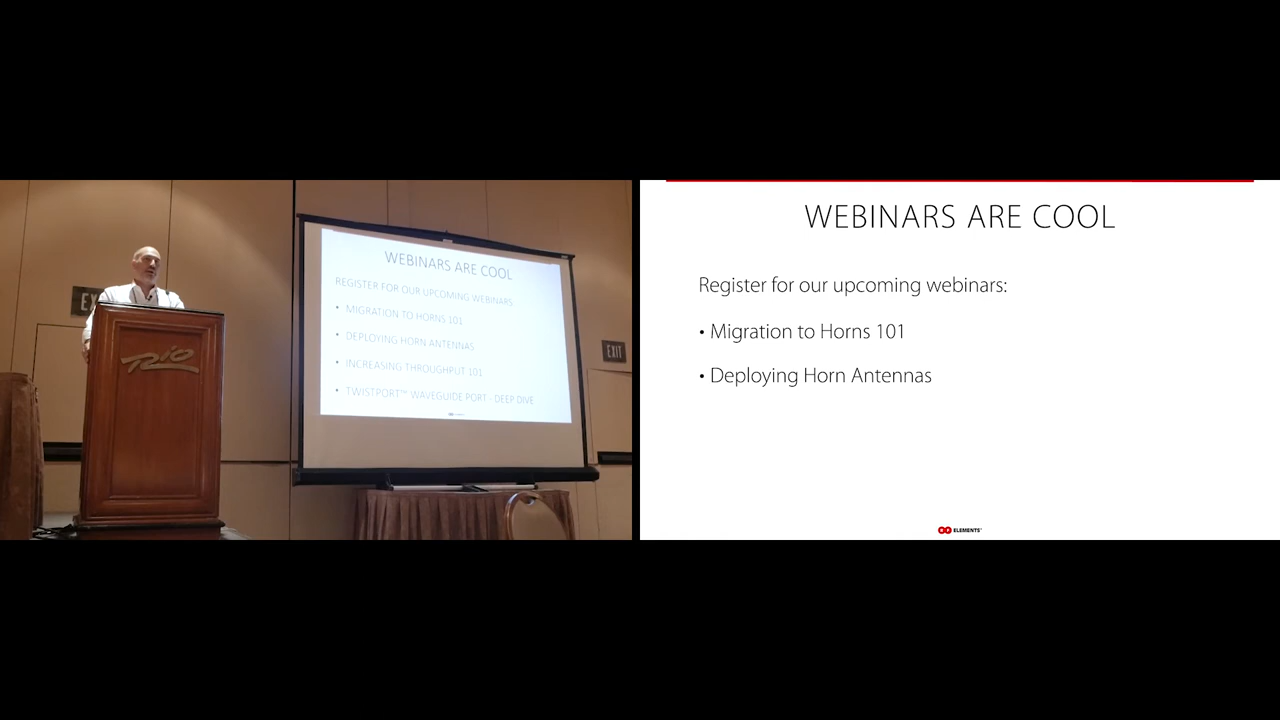 EXIT
Rio
WEBINARS ARE COOL
REGISTER FOR OUR UPCOMING WEBINARS:
• MIGRATION TO HORNS 101
• DEPLOYING HORN ANTENNAS
• INCREASING THROUGHPUT 101
• TWISTPORT™ WAVEGUIDE PORT - DEEP DIVE
EXIT
WEBINARS ARE COOL
Register for our upcoming webinars:
• Migration to Horns 101
• Deploying Horn Antennas
RF ELEMENTS